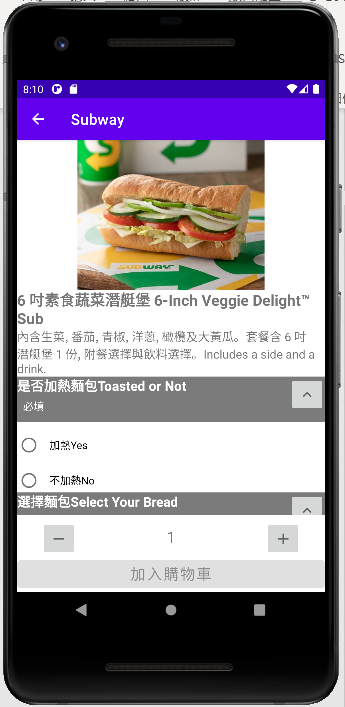 8:10
Subway
SUBWAY
6 吋素食蔬菜潛艇堡 6-Inch Veggie Delight™
Sub
內含生菜, 番茄, 青椒, 洋蔥, 橄欖及大黃瓜。套餐含 6 吋
潛艇堡 1 份, 附餐選擇與飲料選擇。Includes a side and a
drink.
是否加熱麵包Toasted or Not
必填
加熱Yes
不加熱No
選擇麵包Select Your Bread
1
加入購物車